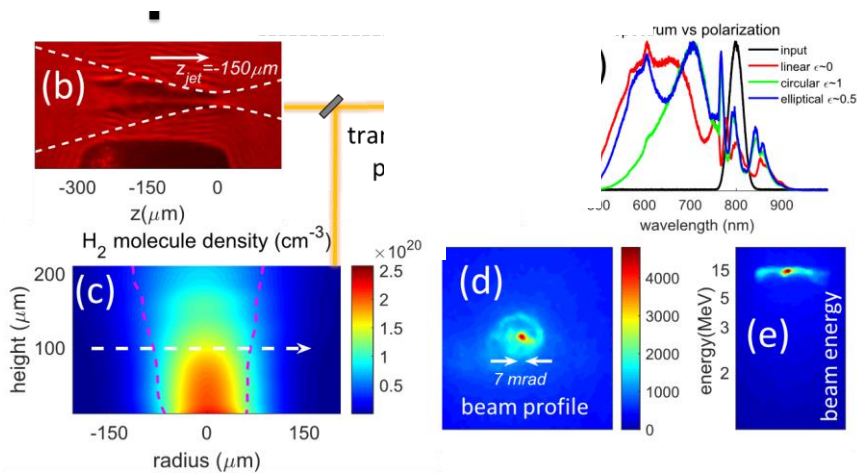 (b)
z_jet=-150µm
-300 -150 0
z(µm)
tran
p
pectrum vs polarization
input
linear ϵ~0
circular ϵ~1
elliptical ϵ~0.5
600 700 800 900
wavelength (nm)
H2 molecule density (cm-3)
×10^20
(c)
height (µm)
200
100
-150 0 150
radius (µm)
2.5
2
1.5
1
0.5
(d)
7 mrad
beam profile
4000
3000
2000
1000
0
energy(MeV)
15
5
3
2
(e)
beam energy